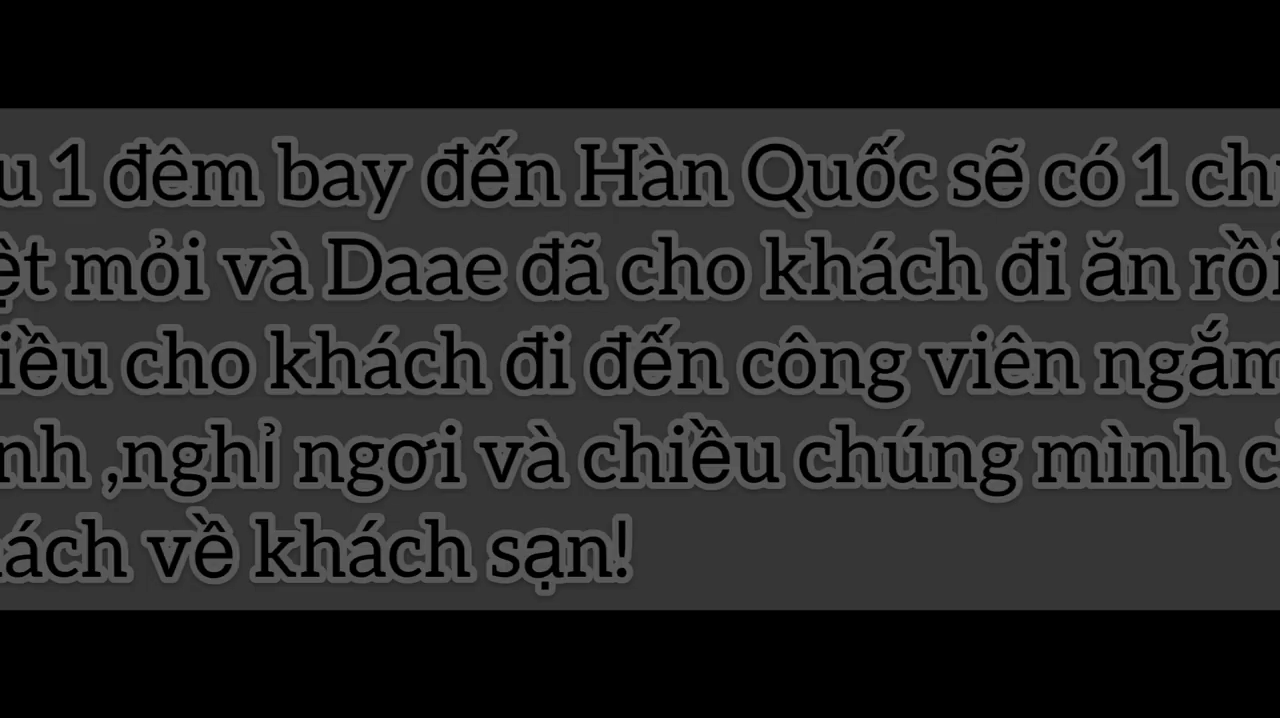 u 1 đêm bay đến Hàn Quốc sẽ có 1
ệt mỏi và Daae đã cho khách đi ăn rồi
iều cho khách đi đến công viên ngắm
nh ,nghỉ ngơi và chiều chúng mình
ách về khách sạn!